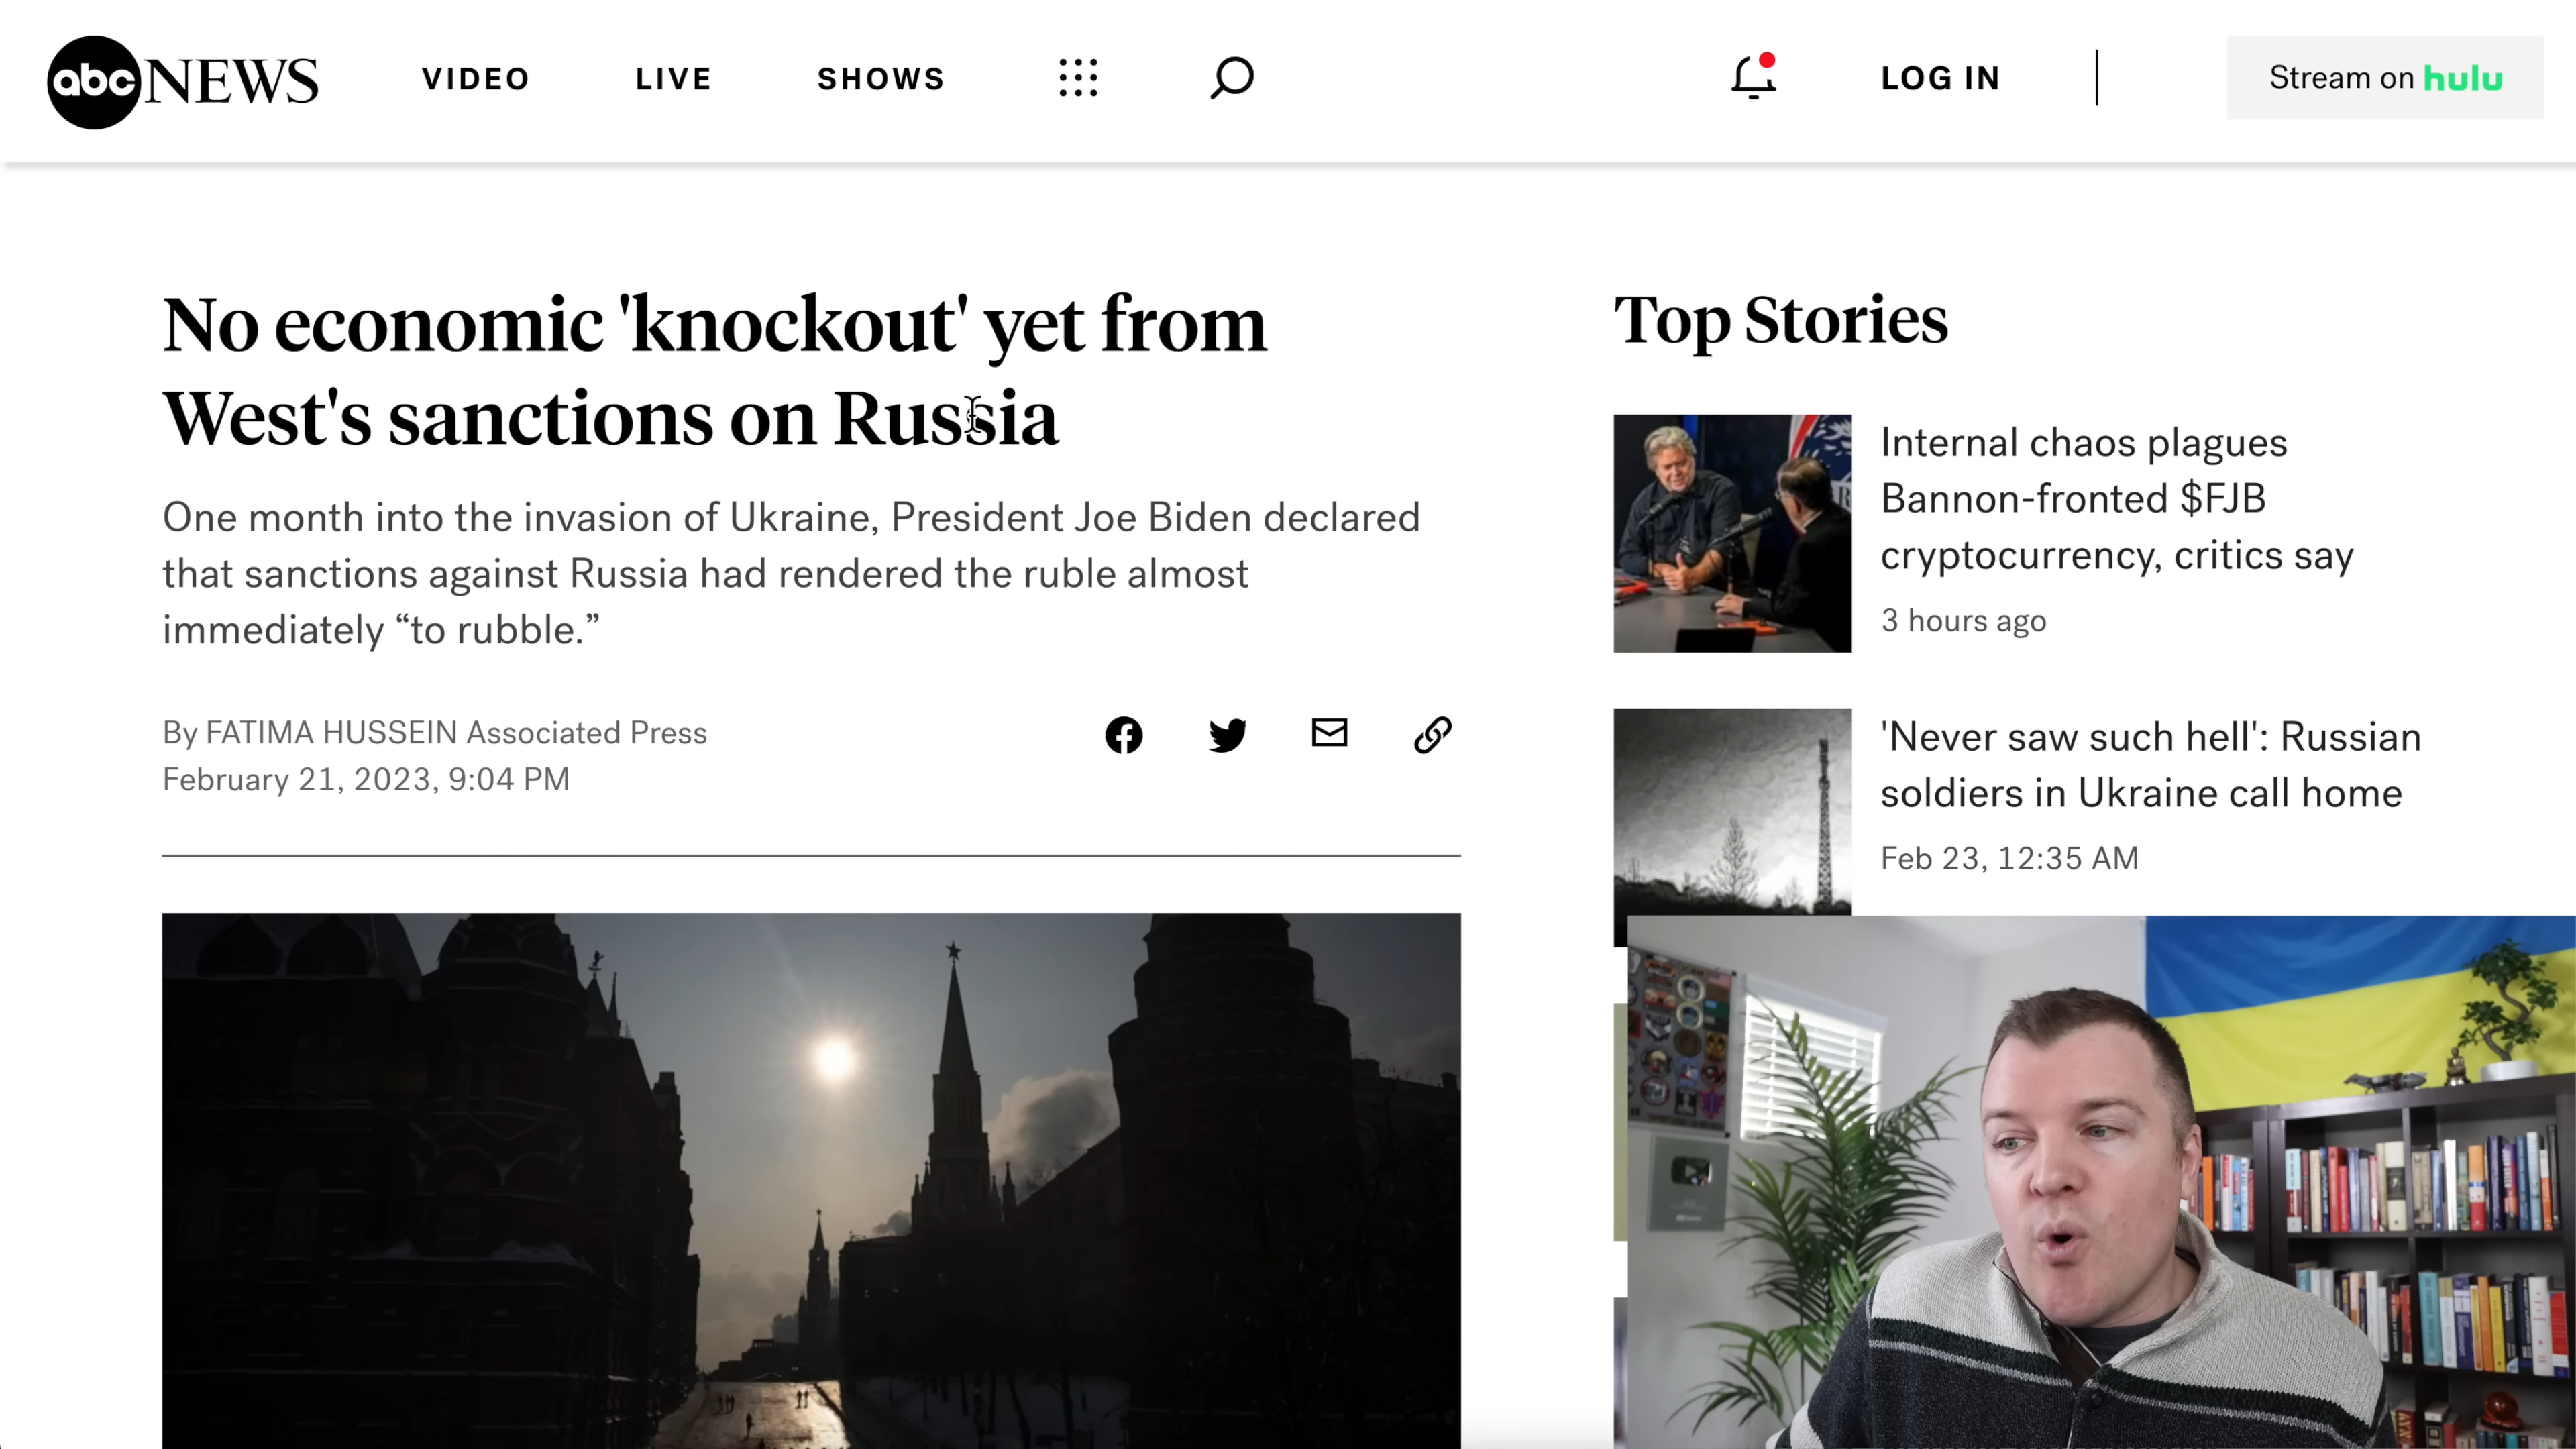 abc NEWS
VIDEO
LIVE
SHOWS
LOG IN
Stream on hulu
No economic 'knockout' yet from
West's sanctions on Russia
One month into the invasion of Ukraine, President Joe Biden declared
that sanctions against Russia had rendered the ruble almost
immediately “to rubble.”
By FATIMA HUSSEIN Associated Press
February 21, 2023, 9:04 PM
Top Stories
Internal chaos plagues
Bannon-fronted $FJB
cryptocurrency, critics say
3 hours ago
'Never saw such hell': Russian
soldiers in Ukraine call home
Feb 23, 12:35 AM